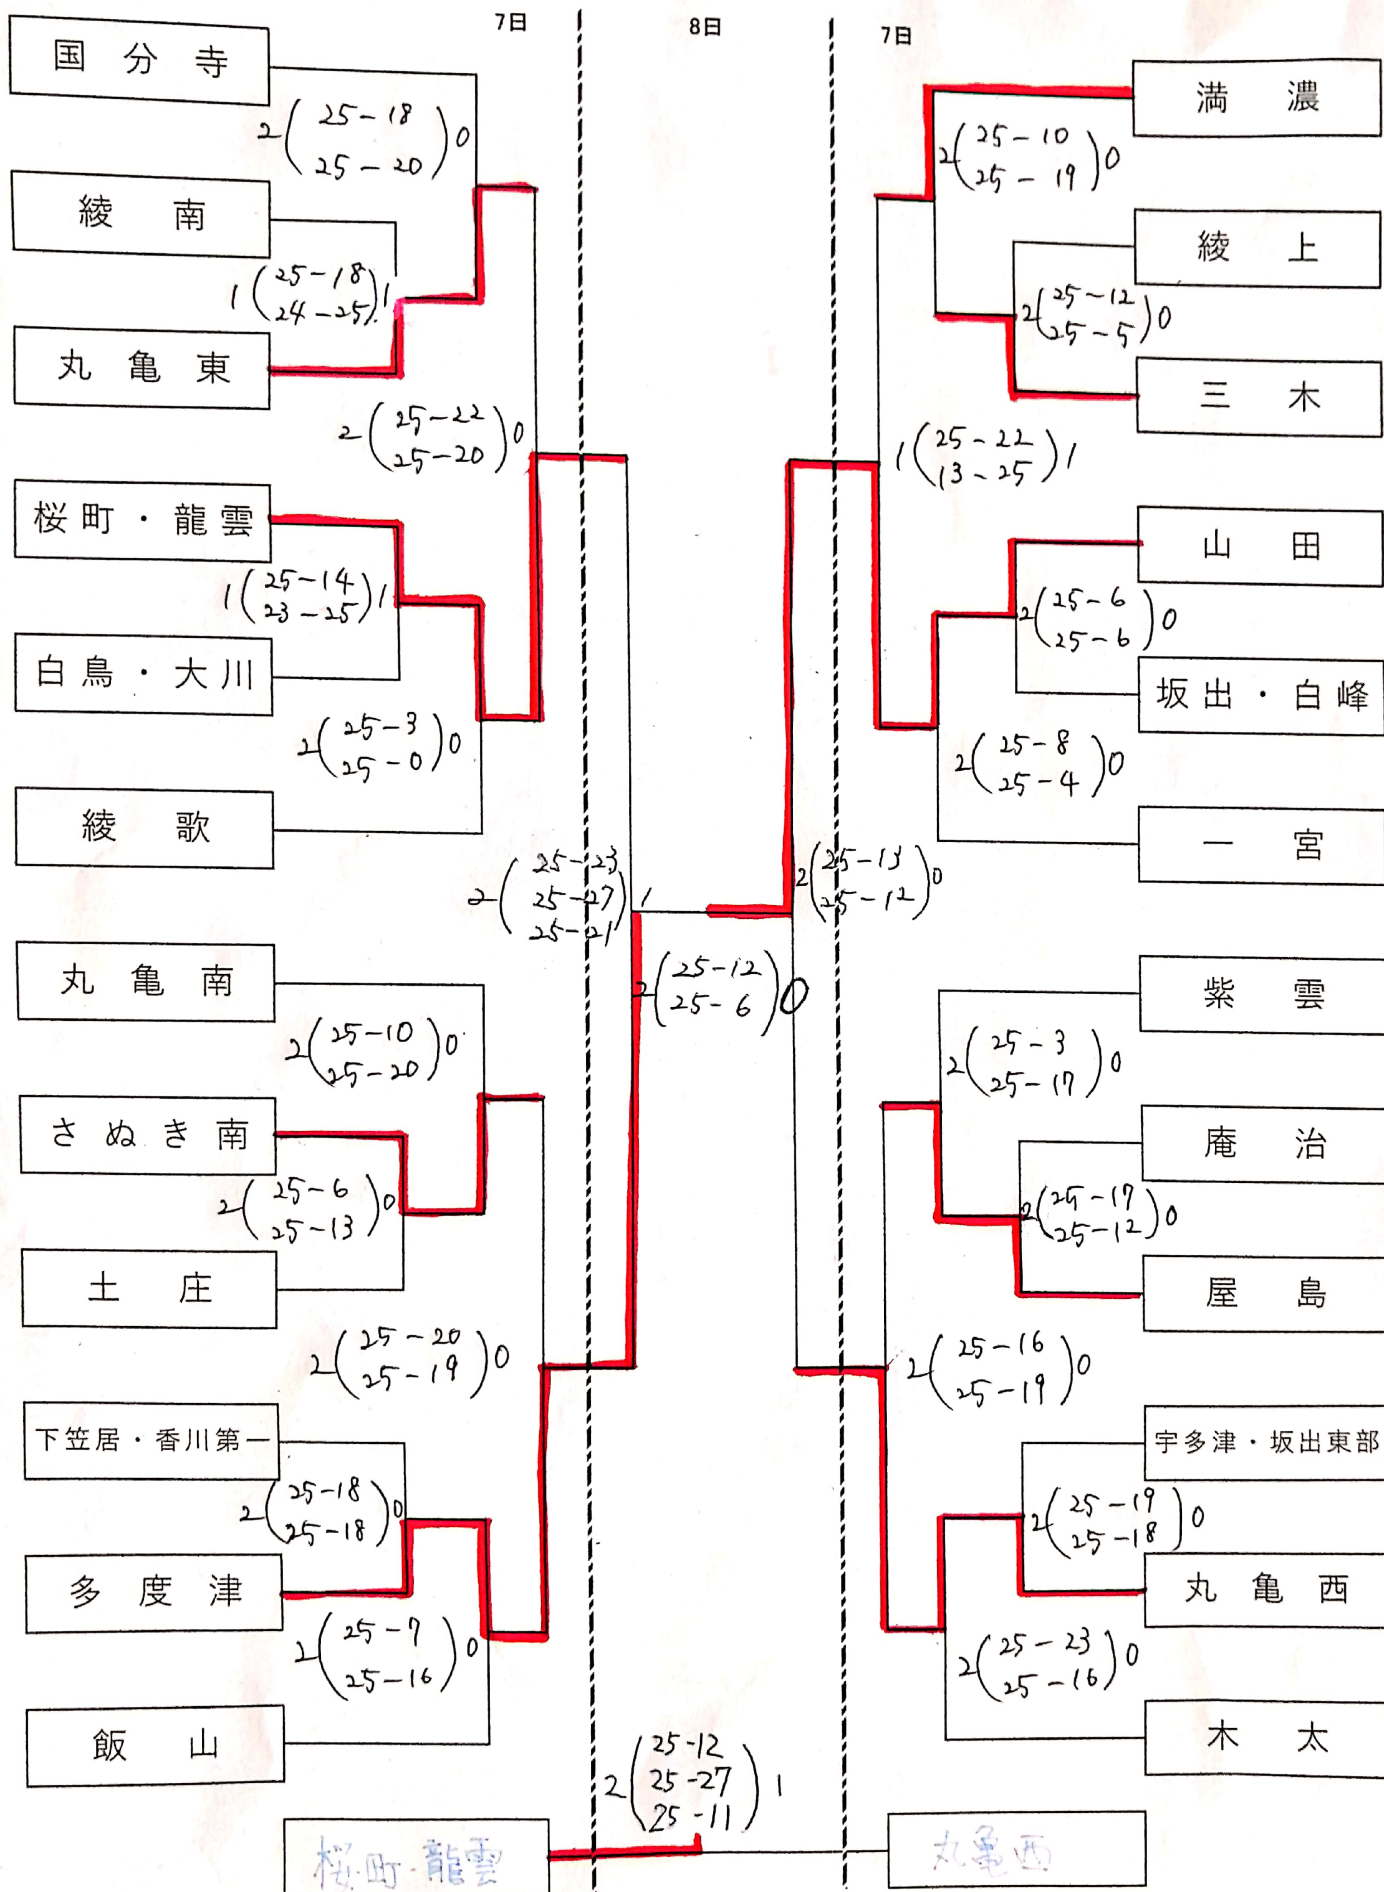 7日
8日
7日
国分寺
2(25-18 25-20)0
綾南
1(25-18 24-25)1
丸亀東
2(25-22 25-20)0
桜町・龍雲
1(25-14 23-25)1
白鳥・大川
2(25-3 25-0)0
綾歌
2(25-23 25-27 25-21)1
丸亀南
2(25-10 25-20)0
さぬき南
2(25-6 25-13)0
土庄
2(25-20 25-19)0
下笠居・香川第一
2(25-18 25-18)0
多度津
2(25-7 25-16)0
飯山
2(25-12 25-6)0
満濃
2(25-10 25-19)0
綾上
2(25-12 25-5)0
三木
1(25-22 13-25)1
山田
2(25-6 25-6)0
坂出・白峰
2(25-8 25-4)0
一宮
2(25-13 25-12)0
紫雲
2(25-3 25-17)0
庵治
2(25-17 25-12)0
屋島
2(25-16 25-19)0
宇多津・坂出東部
2(25-19 25-18)0
丸亀西
2(25-23 25-16)0
木太
2(25-12 25-27 25-11)1
桜町・龍雲
丸亀西